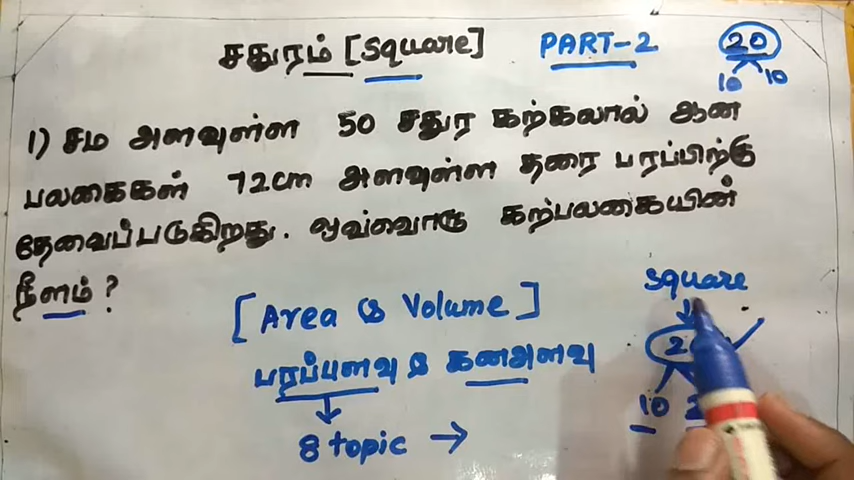 சதுரம் [Square] PART-2
20
10 10
1) சம அளவுள்ள 50 சதுர கற்கலால் ஆன
பலகைகள் 72cm அளவுள்ள தரை பரப்பிற்கு
தேவைப்படுகிறது. ஒவ்வொரு கற்பலகையின்
நீளம்?
[Area & Volume]
பரப்பளவு & கனஅளவு
8 topic →
square
10